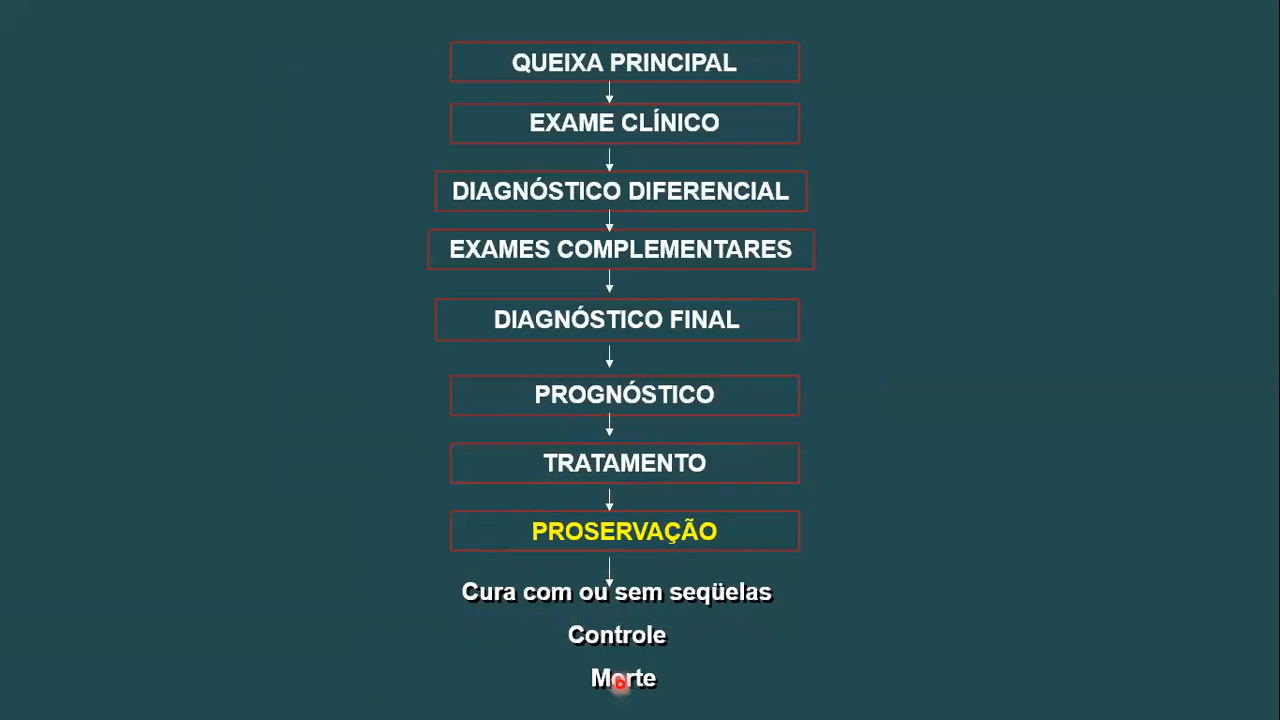 QUEIXA PRINCIPAL
EXAME CLÍNICO
DIAGNÓSTICO DIFERENCIAL
EXAMES COMPLEMENTARES
DIAGNÓSTICO FINAL
PROGNÓSTICO
TRATAMENTO
PROSERVAÇÃO
Cura com ou sem seqüelas
Controle
Morte